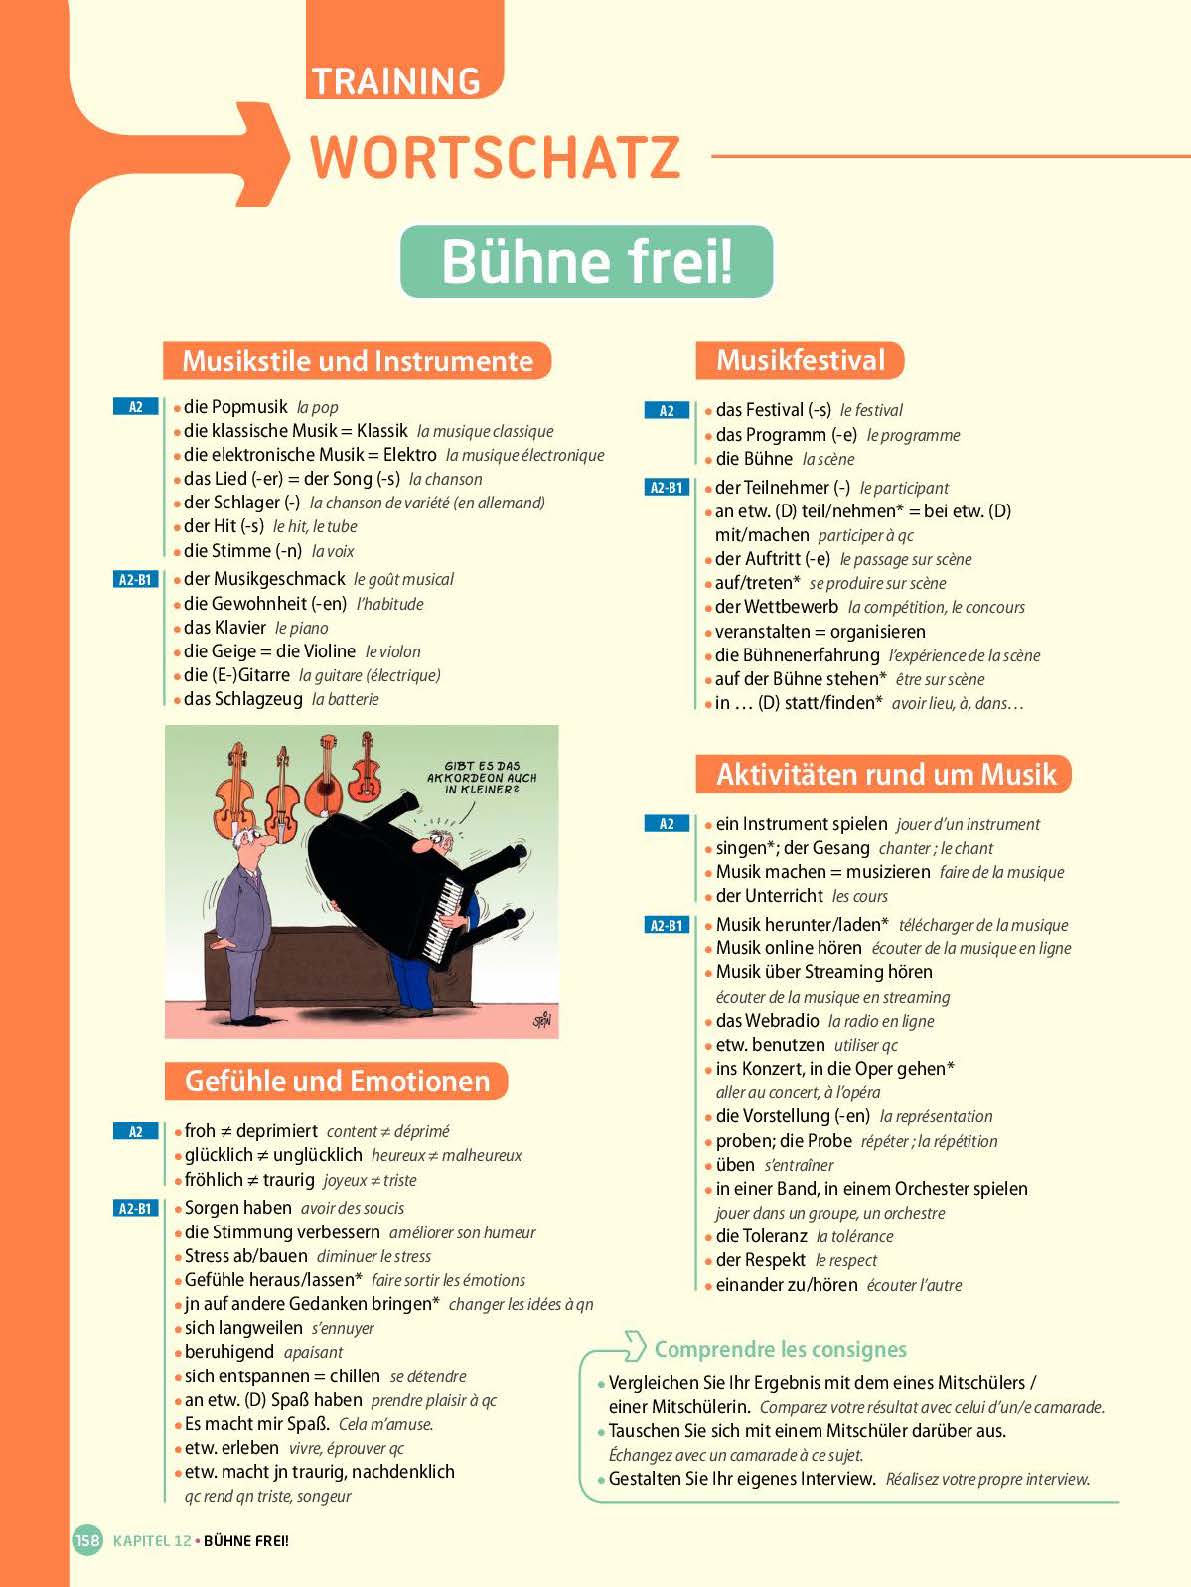 TRAINING
WORTSCHATZ
Bühne frei!
Musikstile und Instrumente
A2
• die Popmusik la pop
• die klassische Musik = Klassik la musique classique
• die elektronische Musik = Elektro la musique électronique
• das Lied (-er) = der Song (-s) la chanson
• der Schlager (-) la chanson de variété (en allemand)
• der Hit (-s) le hit, le tube
• die Stimme (-n) la voix
A2-B1
• der Musikgeschmack le goût musical
• die Gewohnheit (-en) l'habitude
• das Klavier le piano
• die Geige = die Violine le violon
• die (E-)Gitarre la guitare (électrique)
• das Schlagzeug la batterie
GIBT ES DAS
AKKORDEON AUCH
IN KLEINER?
STEIN
Gefühle und Emotionen
A2
• froh ≠ deprimiert content ≠ déprimé
• glücklich ≠ unglücklich heureux ≠ malheureux
• fröhlich ≠ traurig joyeux ≠ triste
A2-B1
• Sorgen haben avoir des soucis
• die Stimmung verbessern améliorer son humeur
• Stress ab/bauen diminuer le stress
• Gefühle heraus/lassen* faire sortir les émotions
• jn auf andere Gedanken bringen* changer les idées à qn
• sich langweilen s'ennuyer
• beruhigend apaisant
• sich entspannen = chillen se détendre
• an etw. (D) Spaß haben prendre plaisir à qc
• Es macht mir Spaß. Cela m'amuse.
• etw. erleben vivre, éprouver qc
• etw. macht jn traurig, nachdenklich
qc rend qn triste, songeur
Musikfestival
A2
• das Festival (-s) le festival
• das Programm (-e) le programme
• die Bühne la scène
A2-B1
• der Teilnehmer (-) le participant
• an etw. (D) teil/nehmen* = bei etw. (D)
mit/machen participer à qc
• der Auftritt (-e) le passage sur scène
• auf/treten* se produire sur scène
• der Wettbewerb la compétition, le concours
• veranstalten = organisieren
• die Bühnenerfahrung l'expérience de la scène
• auf der Bühne stehen* être sur scène
• in … (D) statt/finden* avoir lieu, à, dans…
Aktivitäten rund um Musik
A2
• ein Instrument spielen jouer d'un instrument
• singen*; der Gesang chanter ; le chant
• Musik machen = musizieren faire de la musique
• der Unterricht les cours
A2-B1
• Musik herunter/laden* télécharger de la musique
• Musik online hören écouter de la musique en ligne
• Musik über Streaming hören
écouter de la musique en streaming
• das Webradio la radio en ligne
• etw. benutzen utiliser qc
• ins Konzert, in die Oper gehen*
aller au concert, à l'opéra
• die Vorstellung (-en) la représentation
• proben; die Probe répéter ; la répétition
• üben s'entraîner
• in einer Band, in einem Orchester spielen
jouer dans un groupe, un orchestre
• die Toleranz la tolérance
• der Respekt le respect
• einander zu/hören écouter l'autre
Comprendre les consignes
• Vergleichen Sie Ihr Ergebnis mit dem eines Mitschülers /
einer Mitschülerin. Comparez votre résultat avec celui d'un/e camarade.
• Tauschen Sie sich mit einem Mitschüler darüber aus.
Échangez avec un camarade à ce sujet.
• Gestalten Sie Ihr eigenes Interview. Réalisez votre propre interview.
158 KAPITEL 12 • BÜHNE FREI!